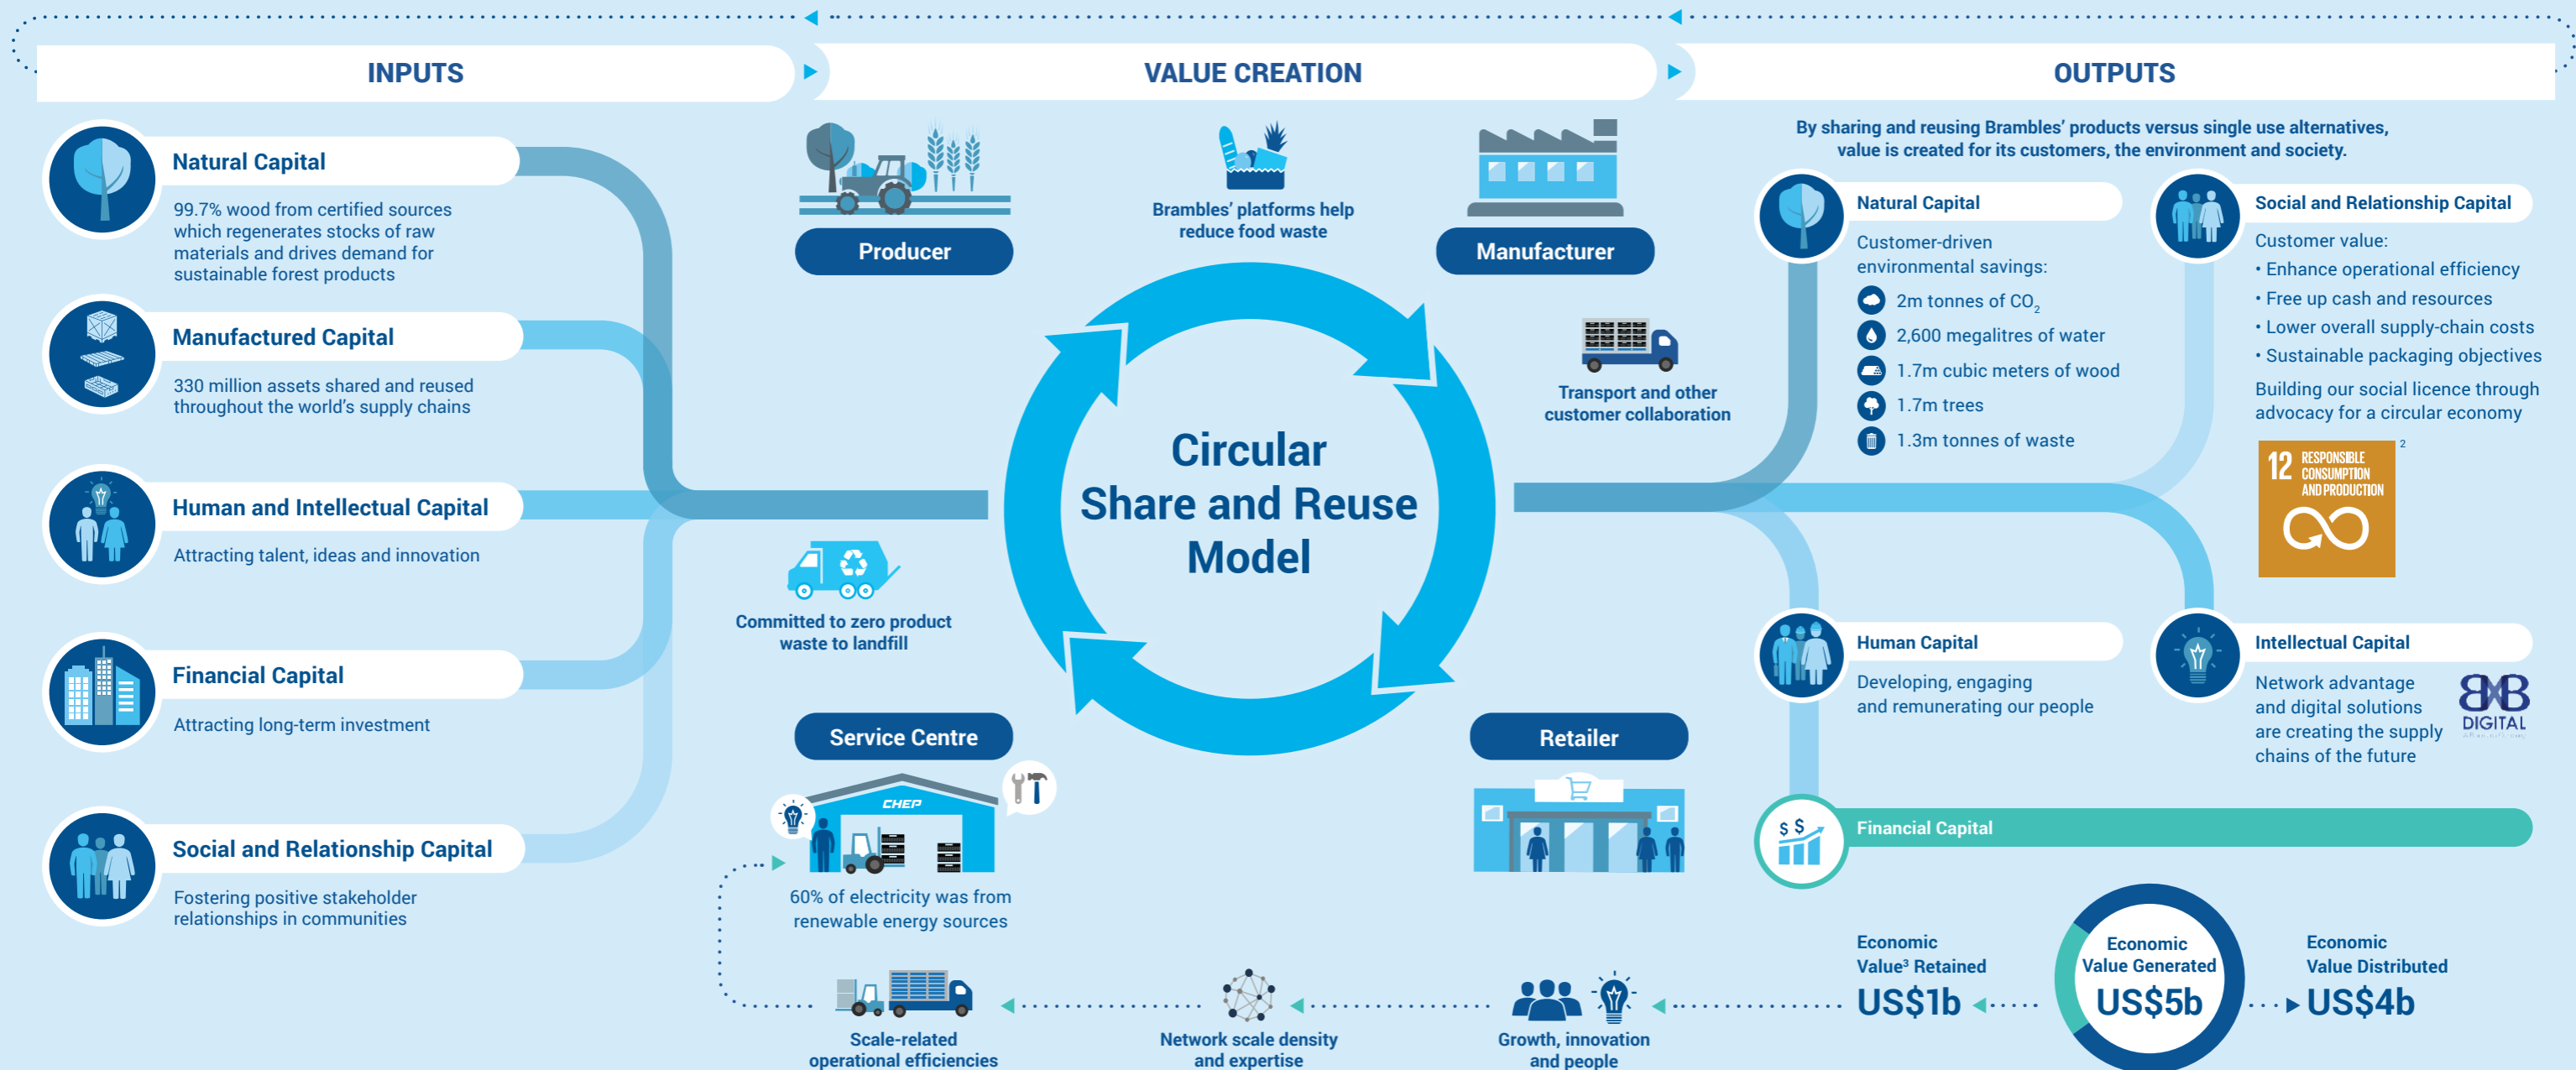 INPUTS
VALUE CREATION
OUTPUTS
Natural Capital
99.7% wood from certified sources
which regenerates stocks of raw
materials and drives demand for
sustainable forest products
Manufactured Capital
330 million assets shared and reused
throughout the world's supply chains
Human and Intellectual Capital
Attracting talent, ideas and innovation
Financial Capital
Attracting long-term investment
Social and Relationship Capital
Fostering positive stakeholder
relationships in communities
Producer
Brambles' platforms help
reduce food waste
Manufacturer
Transport and other
customer collaboration
Circular
Share and Reuse
Model
Committed to zero product
waste to landfill
Service Centre
CHEP
60% of electricity was from
renewable energy sources
Retailer
Scale-related
operational efficiencies
Network scale density
and expertise
Growth, innovation
and people
By sharing and reusing Brambles' products versus single use alternatives,
value is created for its customers, the environment and society.
Natural Capital
Customer-driven
environmental savings:
2m tonnes of CO₂
2,600 megalitres of water
1.7m cubic meters of wood
1.7m trees
1.3m tonnes of waste
Social and Relationship Capital
Customer value:
• Enhance operational efficiency
• Free up cash and resources
• Lower overall supply-chain costs
• Sustainable packaging objectives
Building our social licence through
advocacy for a circular economy
12 RESPONSIBLE
CONSUMPTION
AND PRODUCTION
2
Human Capital
Developing, engaging
and remunerating our people
Intellectual Capital
Network advantage
and digital solutions
are creating the supply
chains of the future
BXB
DIGITAL
$ $
Financial Capital
Economic
Value³ Retained
US$1b
Economic
Value Generated
US$5b
Economic
Value Distributed
US$4b